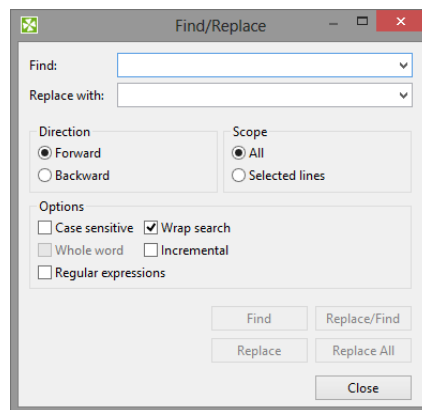 Find/Replace
Find:
Replace with:
Direction
Forward
Backward
Scope
All
Selected lines
Options
Case sensitive Wrap search
Whole word Incremental
Regular expressions
Find Replace/Find
Replace Replace All
Close